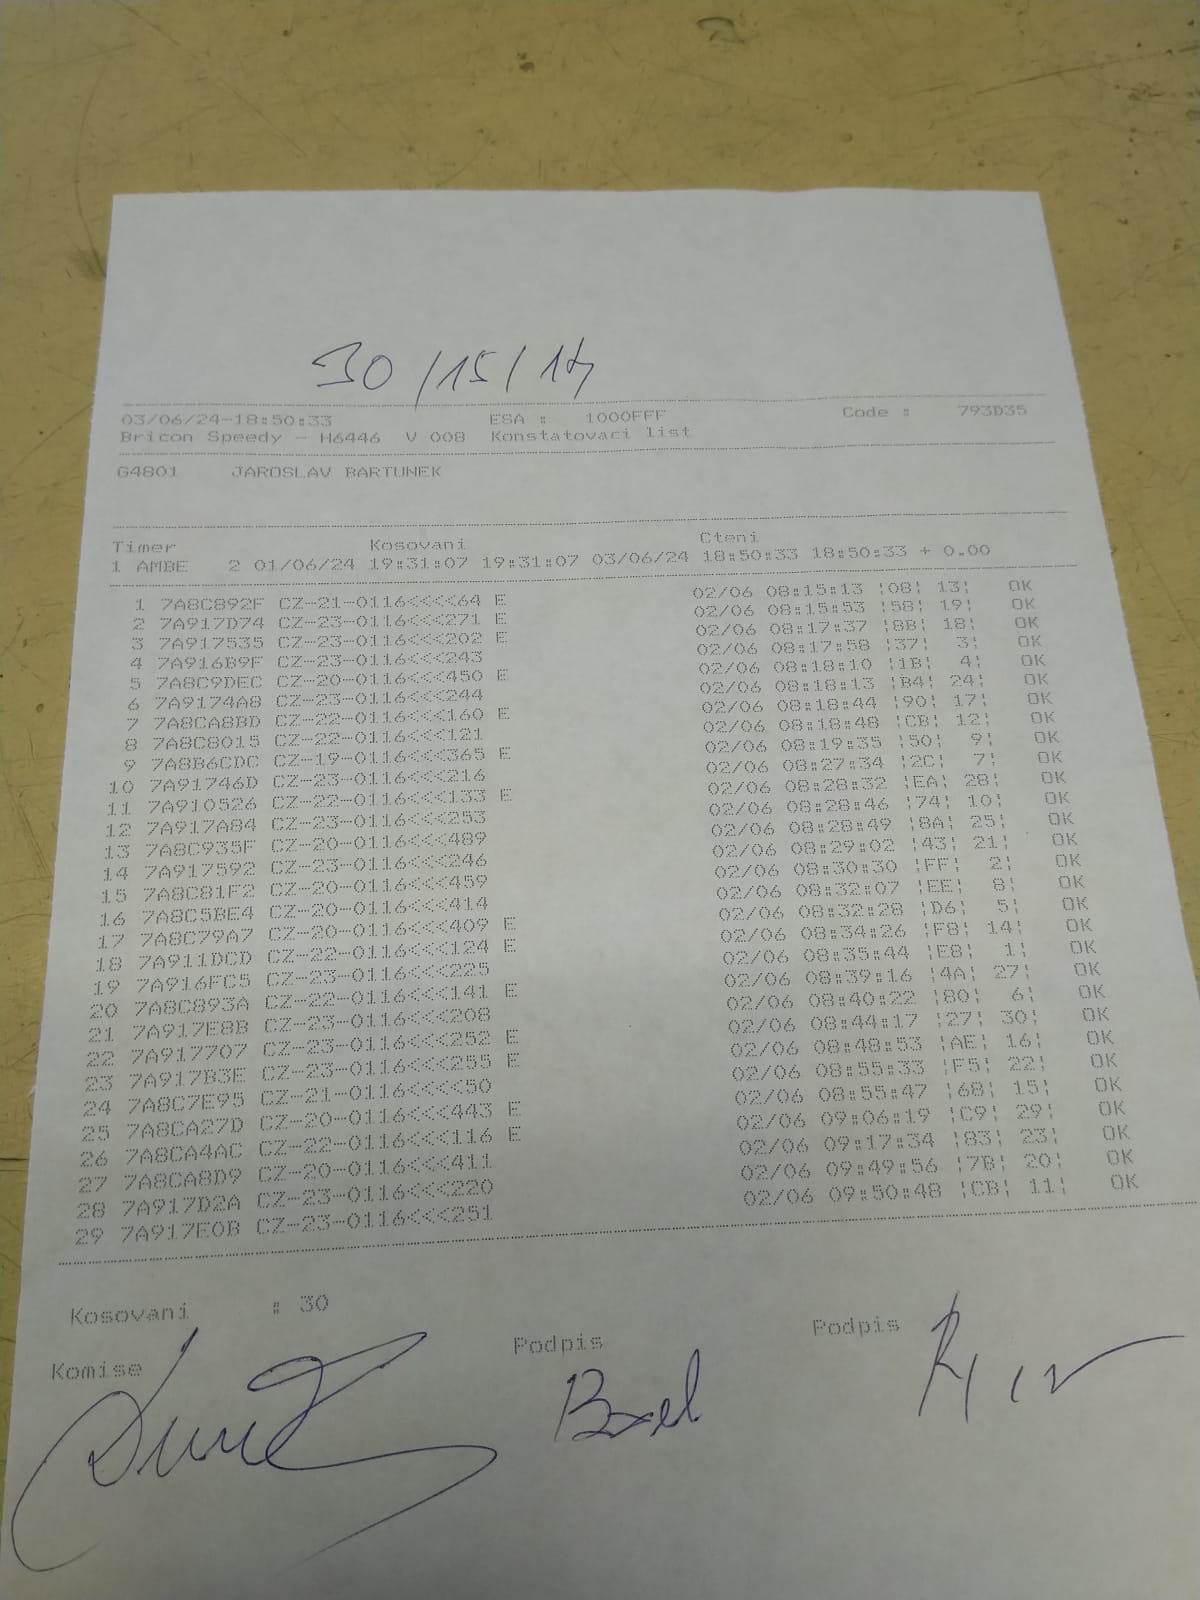 30/15/14
03/06/24-18:50:33 ESA : 1000FFF Code : 793D35
Bricon Speedy - H6446 V 008 Konstatovaci list
G4801 JAROSLAV BARTUNEK
Timer Kosovani Cteni
1 AMBE 2 01/06/24 19:31:07 19:31:07 03/06/24 18:50:33 18:50:33 + 0.00
1 7A8C892F CZ-21-0116<<<<64 E 02/06 08:15:13 ¦08¦ 13¦ OK
2 7A917D74 CZ-23-0116<<<271 E 02/06 08:15:53 ¦58¦ 19¦ OK
3 7A917535 CZ-23-0116<<<202 E 02/06 08:17:37 ¦8B¦ 18¦ OK
4 7A916B9F CZ-23-0116<<<243 02/06 08:17:58 ¦37¦ 3¦ OK
5 7A8C9DEC CZ-20-0116<<<450 E 02/06 08:18:10 ¦1B¦ 4¦ OK
6 7A9174A8 CZ-23-0116<<<244 02/06 08:18:13 ¦B4¦ 24¦ OK
7 7A8CA8BD CZ-22-0116<<<160 E 02/06 08:18:44 ¦90¦ 17¦ OK
8 7A8C8015 CZ-22-0116<<<121 02/06 08:18:48 ¦CB¦ 12¦ OK
9 7A8B6CDC CZ-19-0116<<<365 E 02/06 08:19:35 ¦50¦ 9¦ OK
10 7A91746D CZ-23-0116<<<216 02/06 08:27:34 ¦2C¦ 7¦ OK
11 7A910526 CZ-22-0116<<<133 E 02/06 08:28:32 ¦EA¦ 28¦ OK
12 7A917A84 CZ-23-0116<<<253 02/06 08:28:46 ¦74¦ 10¦ OK
13 7A8C935F CZ-20-0116<<<489 02/06 08:28:49 ¦8A¦ 25¦ OK
14 7A917592 CZ-23-0116<<<246 02/06 08:29:02 ¦43¦ 21¦ OK
15 7A8C81F2 CZ-20-0116<<<459 02/06 08:30:30 ¦FF¦ 2¦ OK
16 7A8C5BE4 CZ-20-0116<<<414 02/06 08:32:07 ¦EE¦ 8¦ OK
17 7A8C79A7 CZ-20-0116<<<409 E 02/06 08:32:28 ¦D6¦ 5¦ OK
18 7A911DCD CZ-22-0116<<<124 E 02/06 08:34:26 ¦F8¦ 14¦ OK
19 7A916FC5 CZ-23-0116<<<225 02/06 08:35:44 ¦E8¦ 1¦ OK
20 7A8C893A CZ-22-0116<<<141 E 02/06 08:39:16 ¦4A¦ 27¦ OK
21 7A917E8B CZ-23-0116<<<208 02/06 08:40:22 ¦80¦ 6¦ OK
22 7A917707 CZ-23-0116<<<252 E 02/06 08:44:17 ¦27¦ 30¦ OK
23 7A917B3E CZ-23-0116<<<255 E 02/06 08:48:53 ¦AE¦ 16¦ OK
24 7A8C7E95 CZ-21-0116<<<<50 02/06 08:55:33 ¦F5¦ 22¦ OK
25 7A8CA27D CZ-20-0116<<<443 E 02/06 08:55:47 ¦68¦ 15¦ OK
26 7A8CA4AC CZ-22-0116<<<116 E 02/06 09:06:19 ¦C9¦ 29¦ OK
27 7A8CA8D9 CZ-20-0116<<<411 02/06 09:17:34 ¦83¦ 23¦ OK
28 7A917D2A CZ-23-0116<<<220 02/06 09:49:56 ¦7B¦ 20¦ OK
29 7A917E0B CZ-23-0116<<<251 02/06 09:50:48 ¦CB¦ 11¦ OK
Kosovani : 30
Komise Podpis Podpis